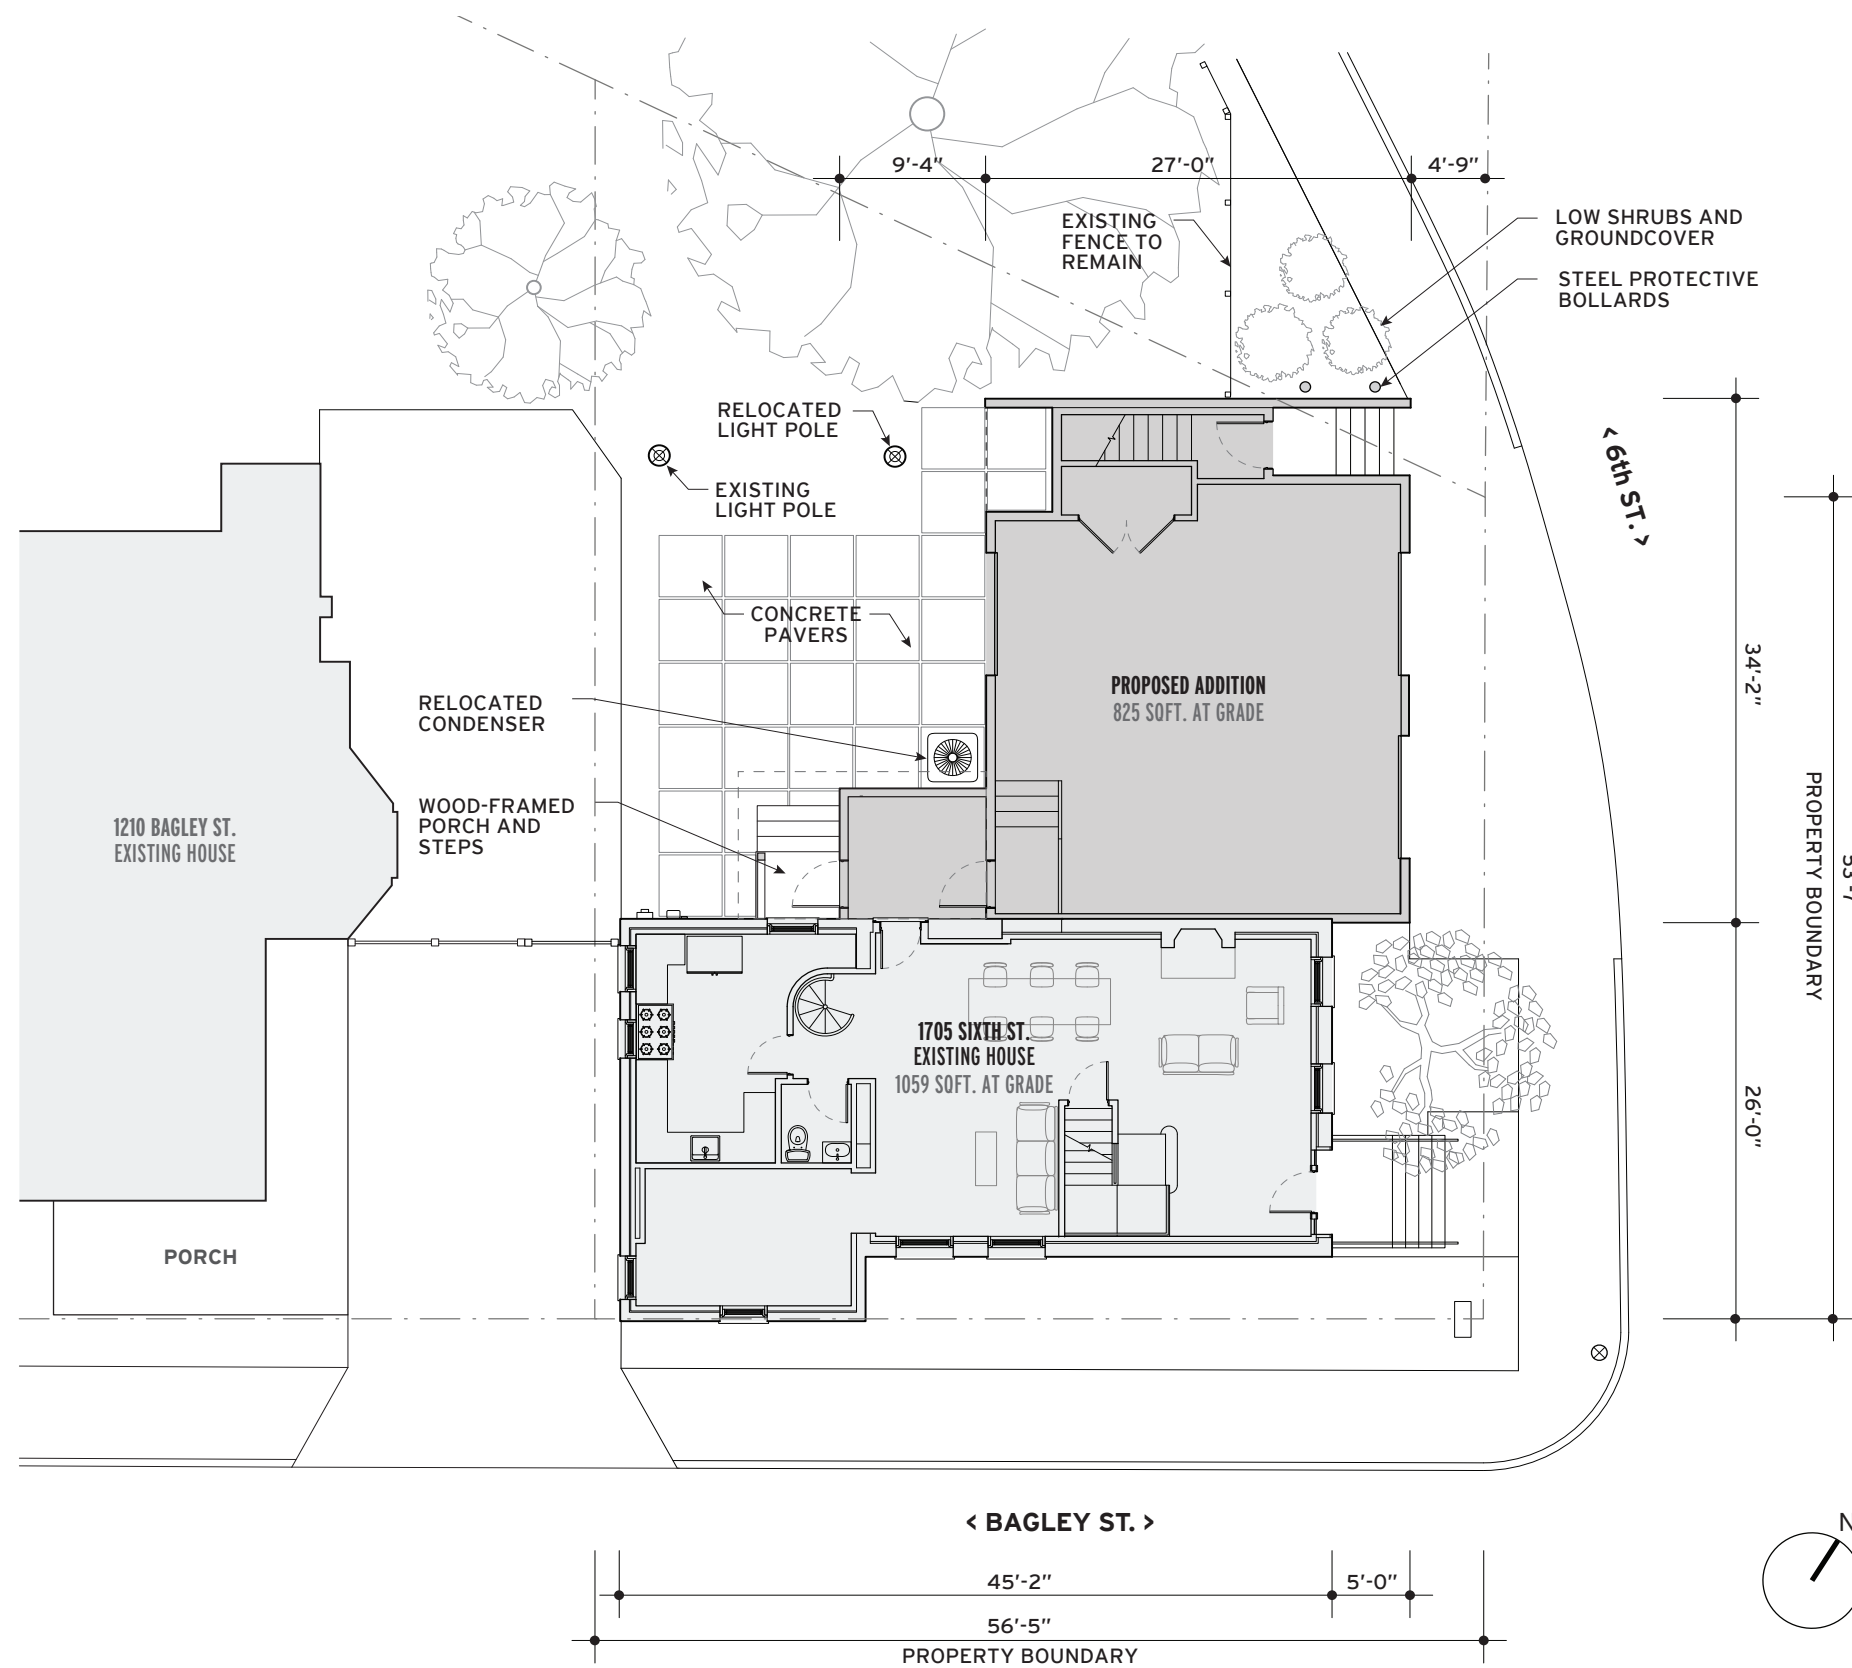 9'-4"
27'-0"
4'-9"
EXISTING
FENCE TO
REMAIN
LOW SHRUBS AND
GROUNDCOVER
STEEL PROTECTIVE
BOLLARDS
RELOCATED
LIGHT POLE
EXISTING
LIGHT POLE
< 6th ST. >
CONCRETE
PAVERS
PROPOSED ADDITION
825 SQFT. AT GRADE
34'-2"
RELOCATED
CONDENSER
WOOD-FRAMED
PORCH AND
STEPS
1210 BAGLEY ST.
EXISTING HOUSE
PROPERTY BOUNDARY
1705 SIXTH ST.
EXISTING HOUSE
1059 SQFT. AT GRADE
26'-0"
PORCH
< BAGLEY ST. >
N
45'-2"
5'-0"
56'-5"
PROPERTY BOUNDARY